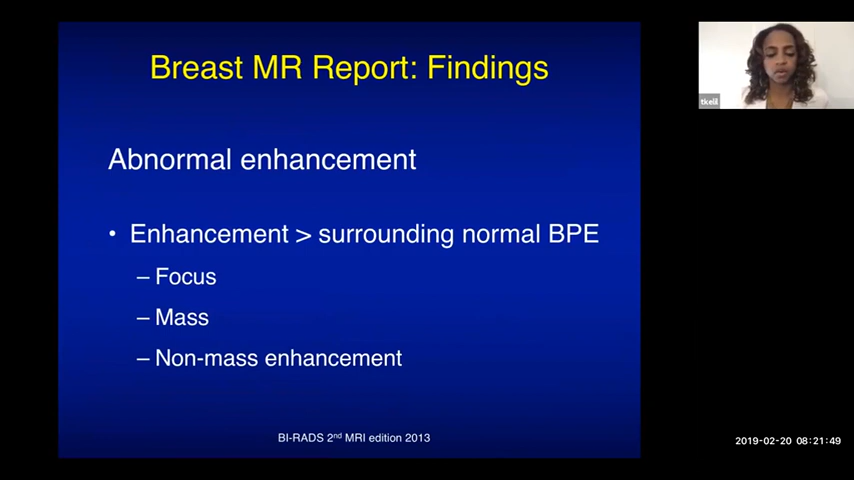 Breast MR Report: Findings
tkelil
Abnormal enhancement
• Enhancement > surrounding normal BPE
– Focus
– Mass
– Non-mass enhancement
BI-RADS 2nd MRI edition 2013
2019-02-20 08:21:49